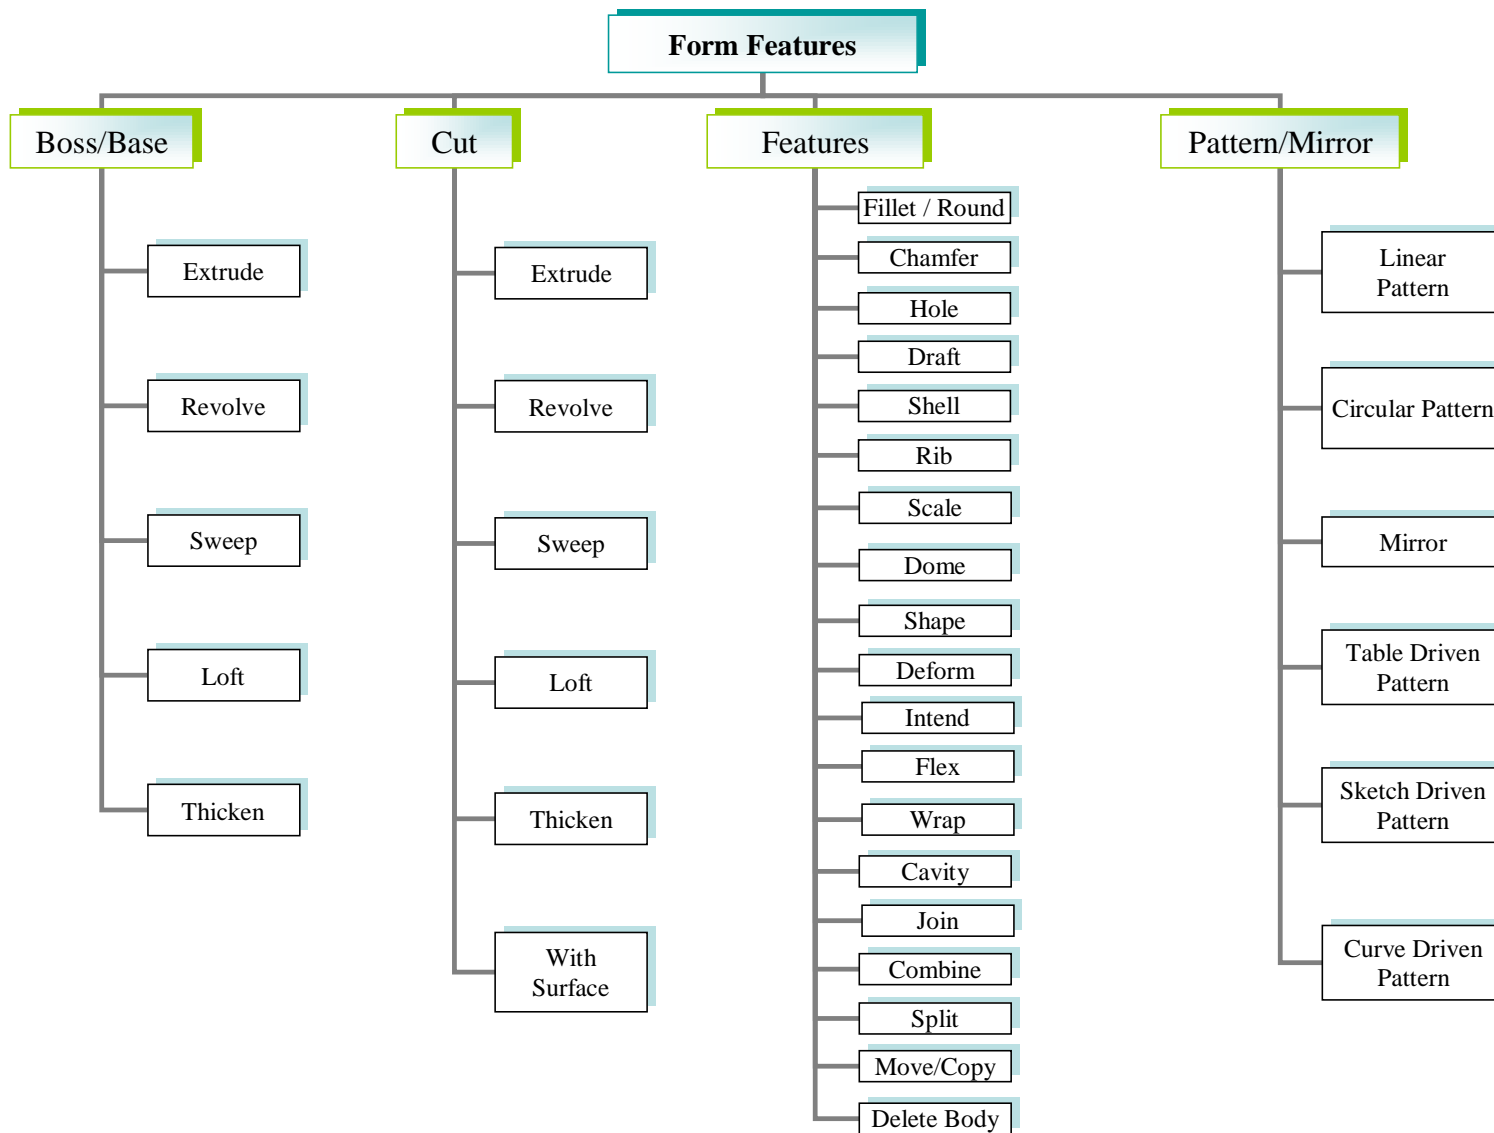 Form Features
Boss/Base
Extrude
Revolve
Sweep
Loft
Thicken
Cut
Extrude
Revolve
Sweep
Loft
Thicken
With
Surface
Features
Fillet / Round
Chamfer
Hole
Draft
Shell
Rib
Scale
Dome
Shape
Deform
Intend
Flex
Wrap
Cavity
Join
Combine
Split
Move/Copy
Delete Body
Pattern/Mirror
Linear
Pattern
Circular Pattern
Mirror
Table Driven
Pattern
Sketch Driven
Pattern
Curve Driven
Pattern